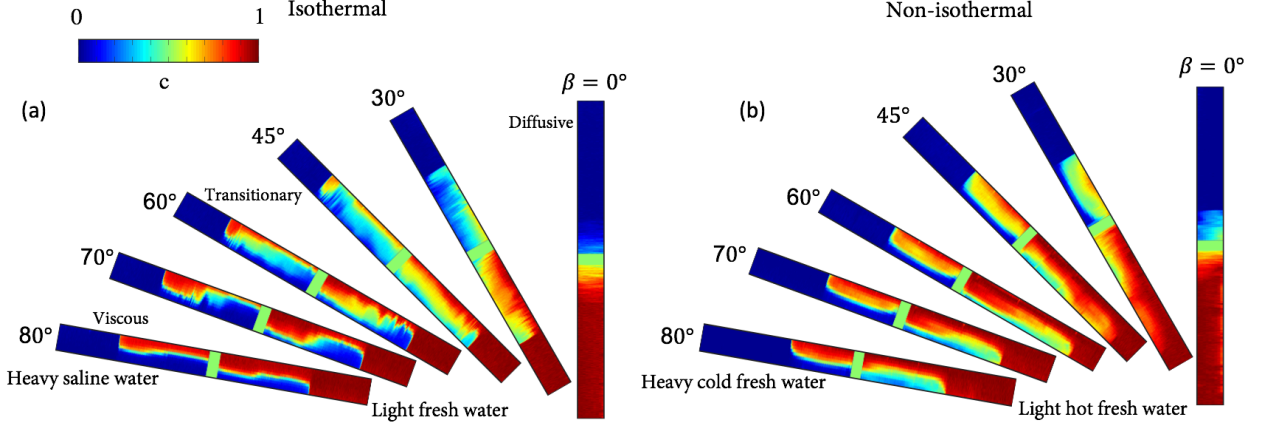 Isothermal
Non-isothermal
0
1
c
(a)
β = 0°
30°
Diffusive
45°
Transitionary
60°
70°
Viscous
80°
Heavy saline water
Light fresh water
(b)
β = 0°
30°
45°
60°
70°
80°
Heavy cold fresh water
Light hot fresh water